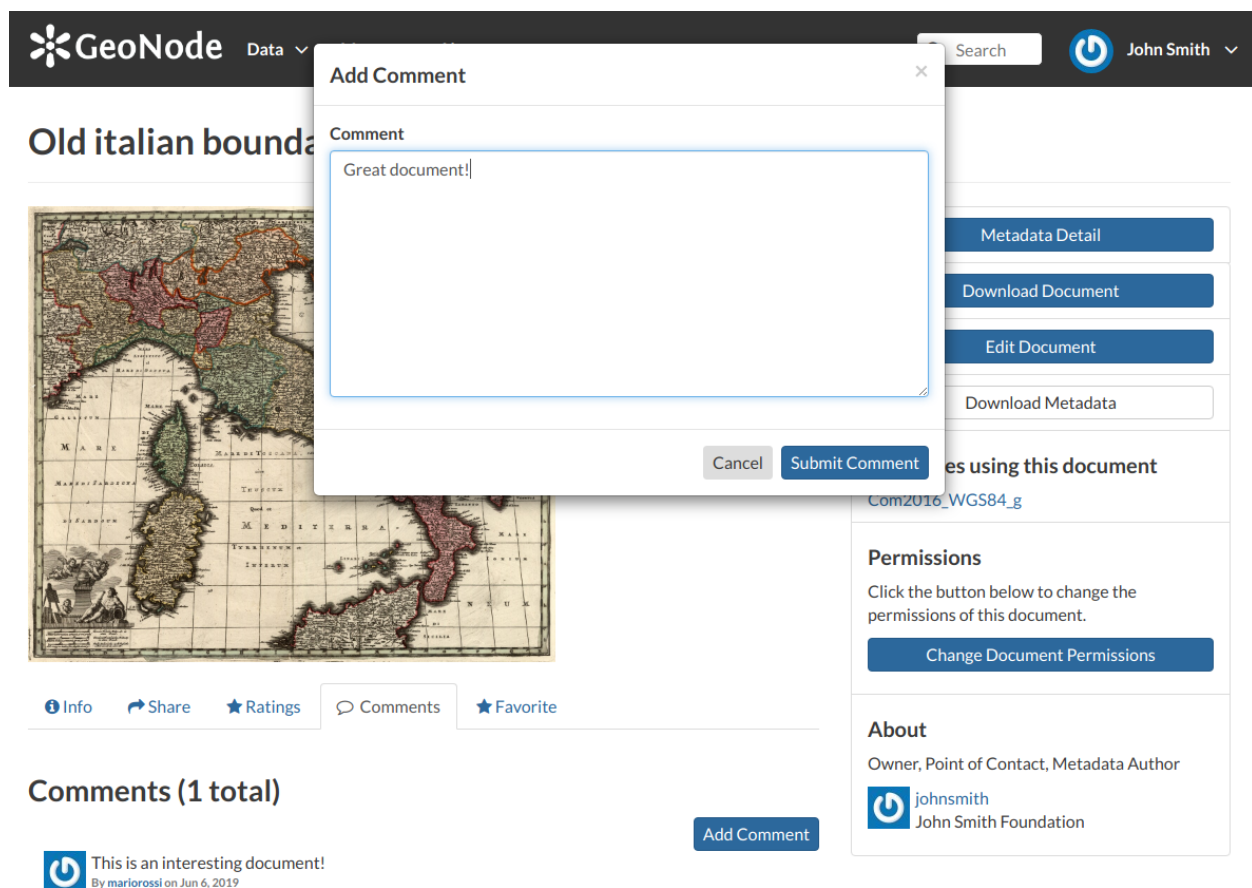 GeoNode
Data
Search
John Smith
Add Comment
×
Old italian bounda
Comment
Great document!
Metadata Detail
Download Document
Edit Document
Download Metadata
Cancel
Submit Comment
es using this document
Com2016_WGS84_g
Permissions
Click the button below to change the
permissions of this document.
Change Document Permissions
Info
Share
Ratings
Comments
Favorite
About
Owner, Point of Contact, Metadata Author
johnsmith
John Smith Foundation
Comments (1 total)
Add Comment
This is an interesting document!
By mariorossi on Jun 6, 2019